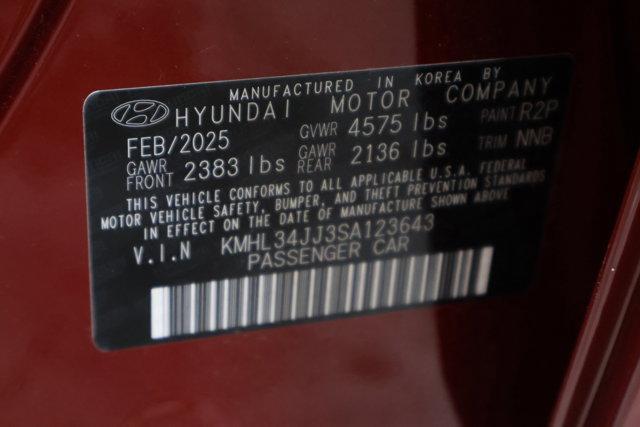 MANUFACTURED IN KOREA BY
HYUNDAI MOTOR COMPANY
FEB/2025 GVWR 4575 lbs PAINT R2P
GAWR FRONT 2383 lbs GAWR REAR 2136 lbs TRIM NNB
THIS VEHICLE CONFORMS TO ALL APPLICABLE U.S.A. FEDERAL
MOTOR VEHICLE SAFETY, BUMPER, AND THEFT PREVENTION STANDARDS
IN EFFECT ON THE DATE OF MANUFACTURE SHOWN ABOVE.
V.I.N KMHL34JJ3SA123643
PASSENGER CAR